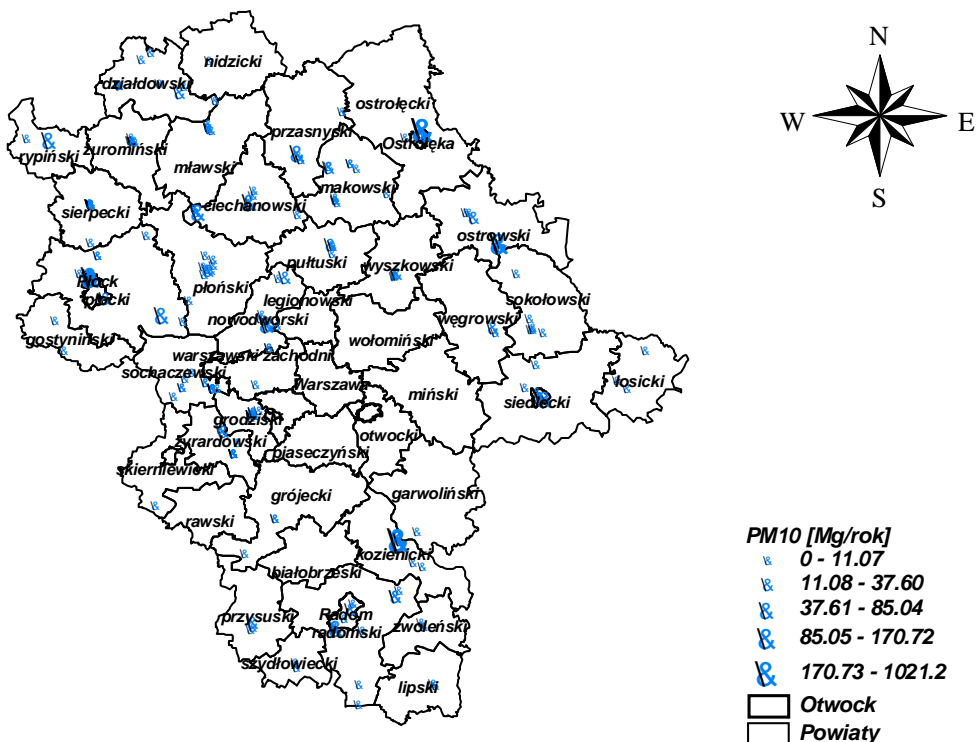 N
nidzicki
działdowski
ostrołęcki
W
E
przasnyski
Ostrołęka
żuromiński
rypiński
mławski
makowski
S
ciechanowski
sierpecki
ostrowski
pułtuski
wyszkowski
Płock
płocki
płoński
legionowski
sokołowski
nowodworski
węgrowski
gostyniński
wołomiński
warszawski zachodni
sochaczewski
Warszawa
miński
łosicki
siedlecki
grodziski
otwocki
żyrardowski
piaseczyński
skierniewicki
garwoliński
grójecki
rawski
PM10 [Mg/rok]
kozienicki
0 - 11.07
białobrzeski
11.08 - 37.60
przysuski
Radom
37.61 - 85.04
radomski
zwoleński
85.05 - 170.72
szydłowiecki
170.73 - 1021.2
lipski
Otwock
Powiaty